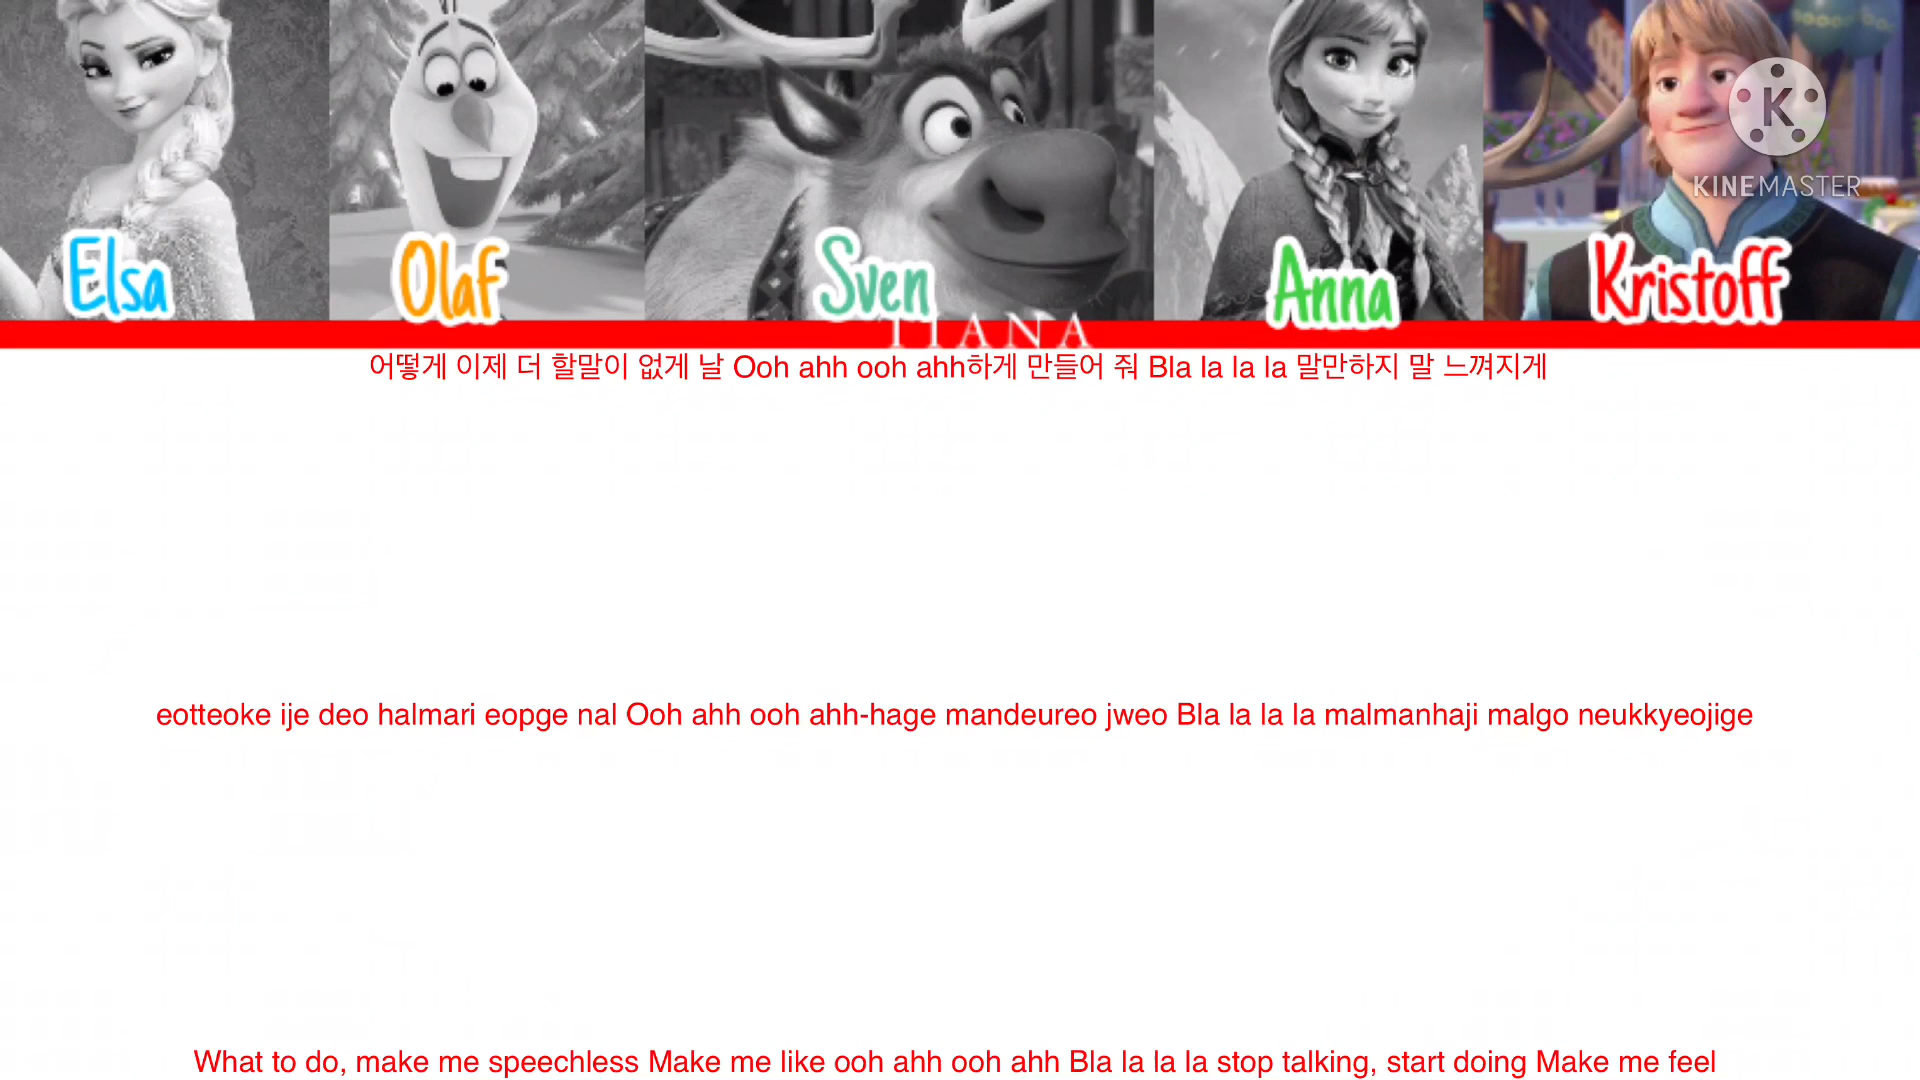 Elsa
Olaf
Sven
Anna
Kristoff
K
KINEMASTER
TIANA
어떻게 이제 더 할말이 없게 날 Ooh ahh ooh ahh하게 만들어 줘 Bla la la la 말만하지 말 느껴지게
eotteoke ije deo halmari eopge nal Ooh ahh ooh ahh-hage mandeureo jweo Bla la la la malmanhaji malgo neukkyeojige
What to do, make me speechless Make me like ooh ahh ooh ahh Bla la la la stop talking, start doing Make me feel